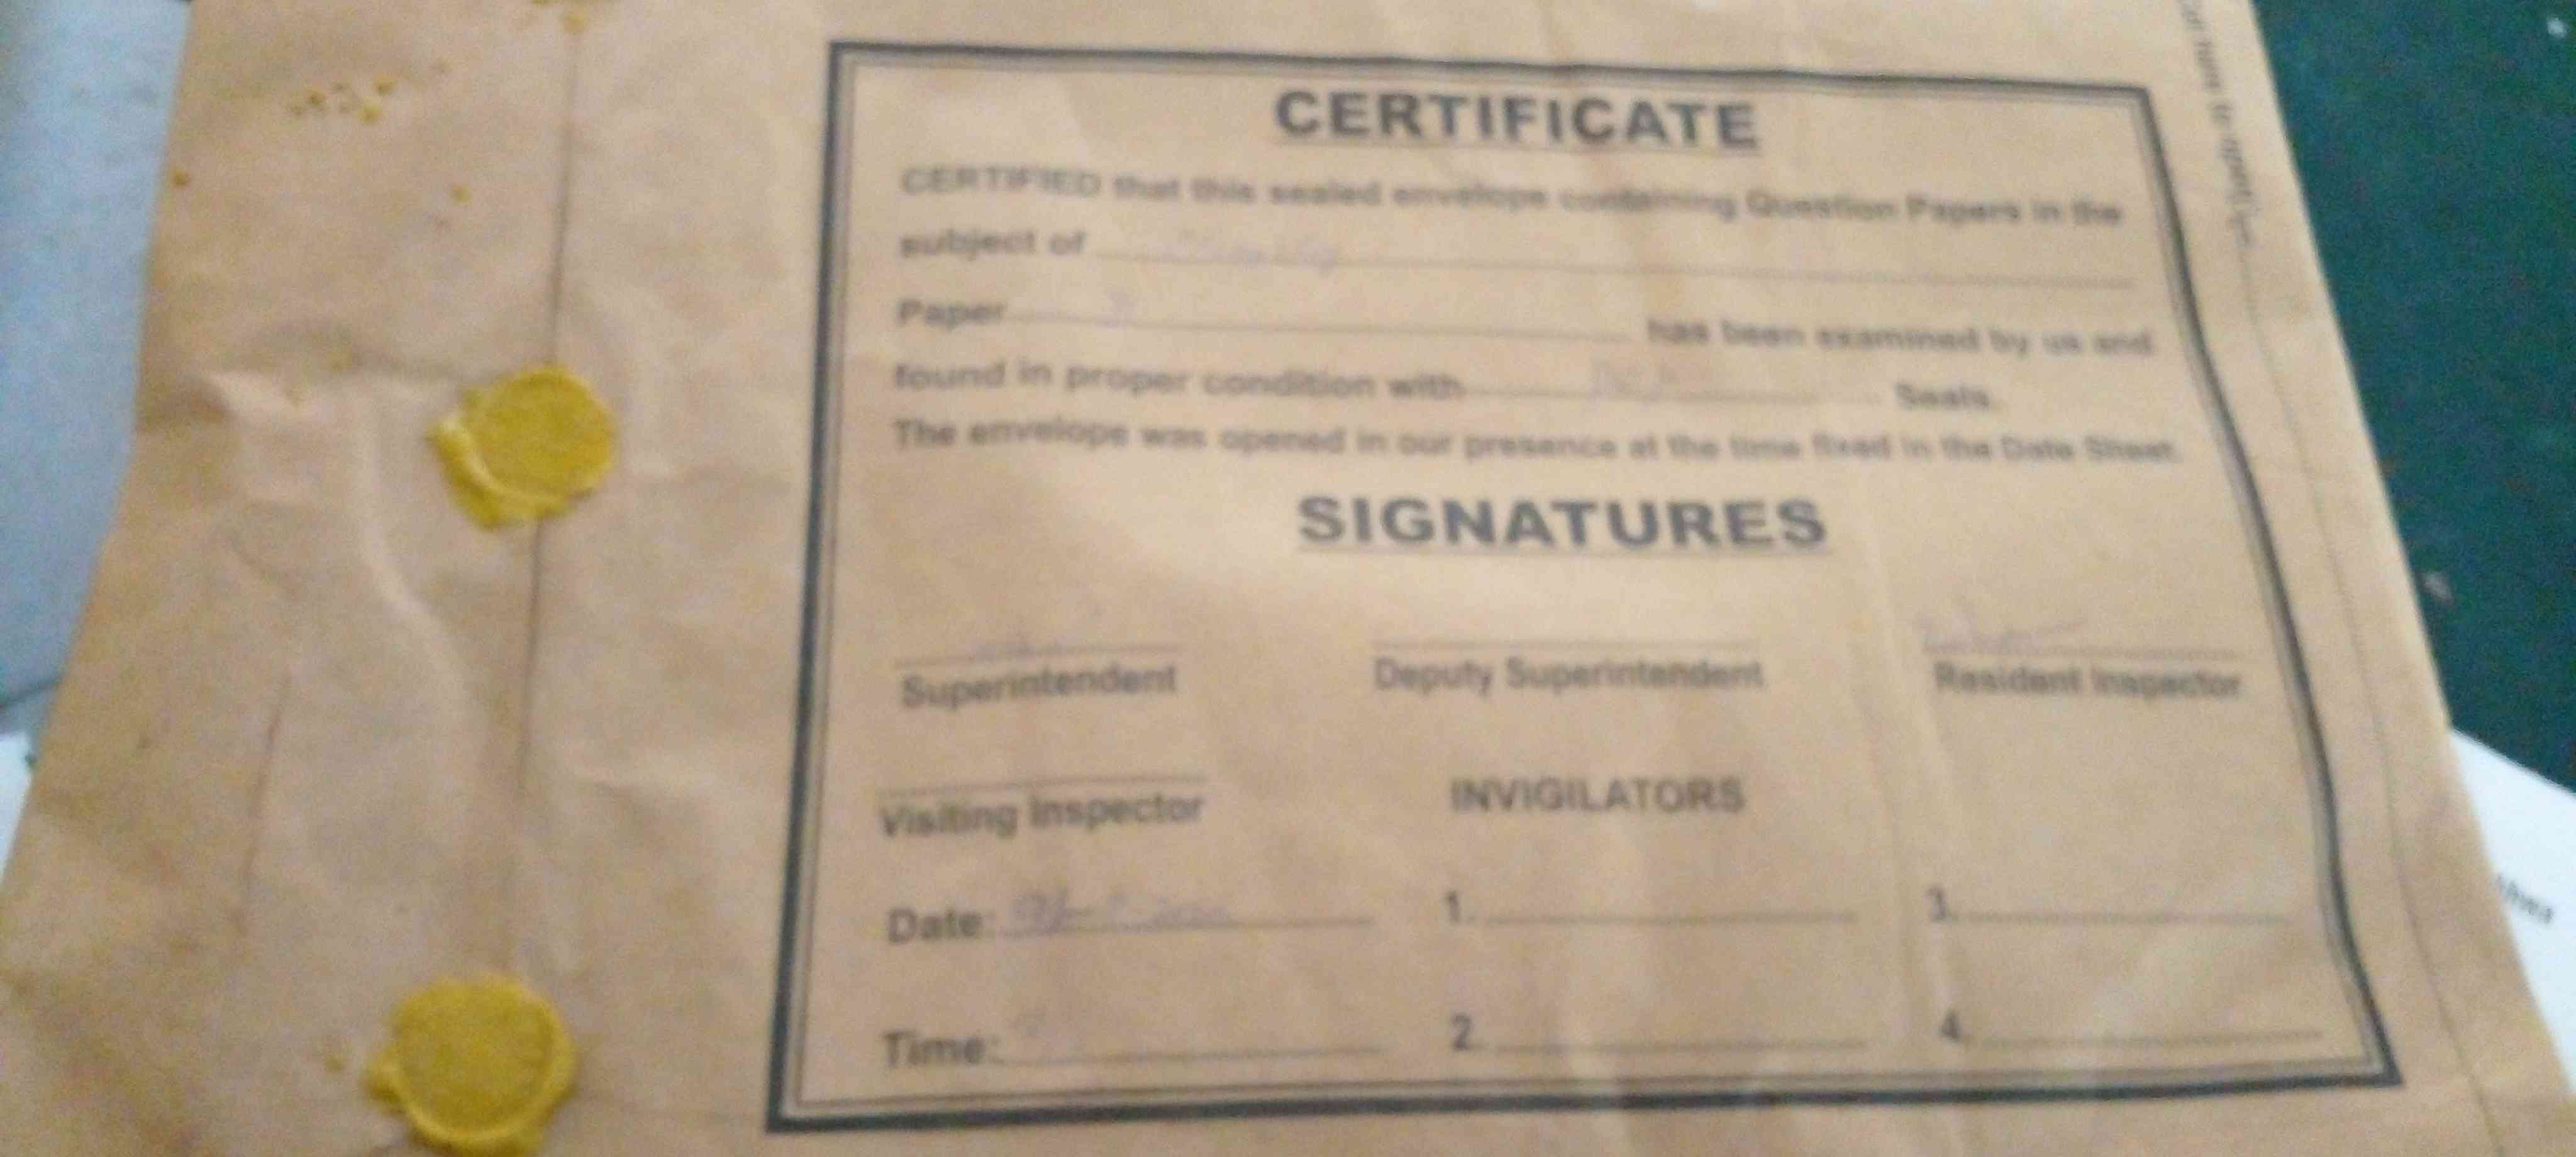 CERTIFICATE
CERTIFIED that this sealed envelope containing Question Papers in the
subject of
Paper has been examined by us and
found in proper condition with Seals.
The envelope was opened in our presence at the time fixed in the Date Sheet.
SIGNATURES
Superintendent Deputy Superintendent Resident Inspector
Visiting Inspector INVIGILATORS
Date: 1. 3.
Time: 2. 4.